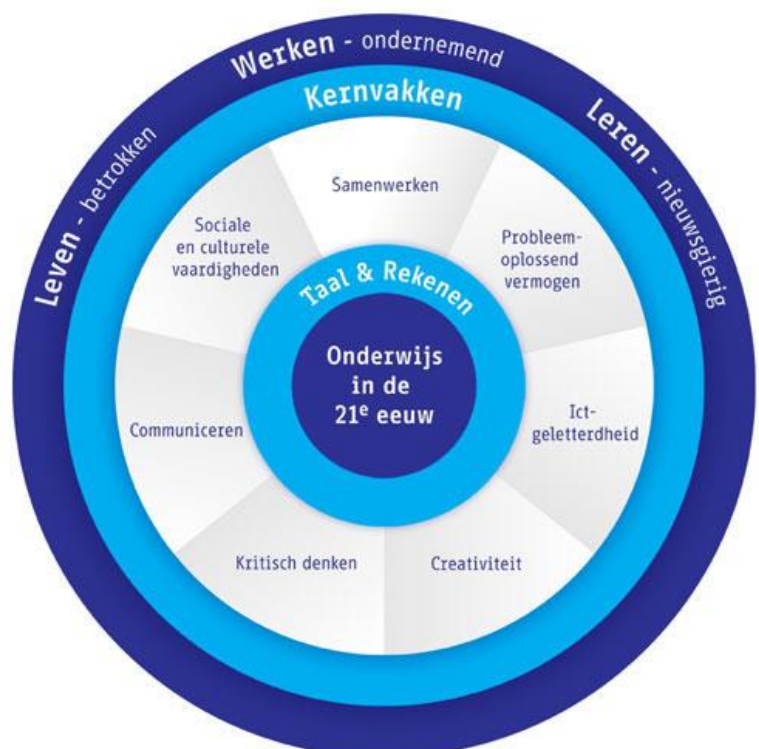 Werken - ondernemend
Leven - betrokken
Leren - nieuwsgierig
Kernvakken
Samenwerken
Sociale
en culturele
vaardigheden
Probleem-
oplossend
vermogen
Taal & Rekenen
Onderwijs
in de
21e eeuw
Communiceren
Ict-
geletterdheid
Kritisch denken
Creativiteit